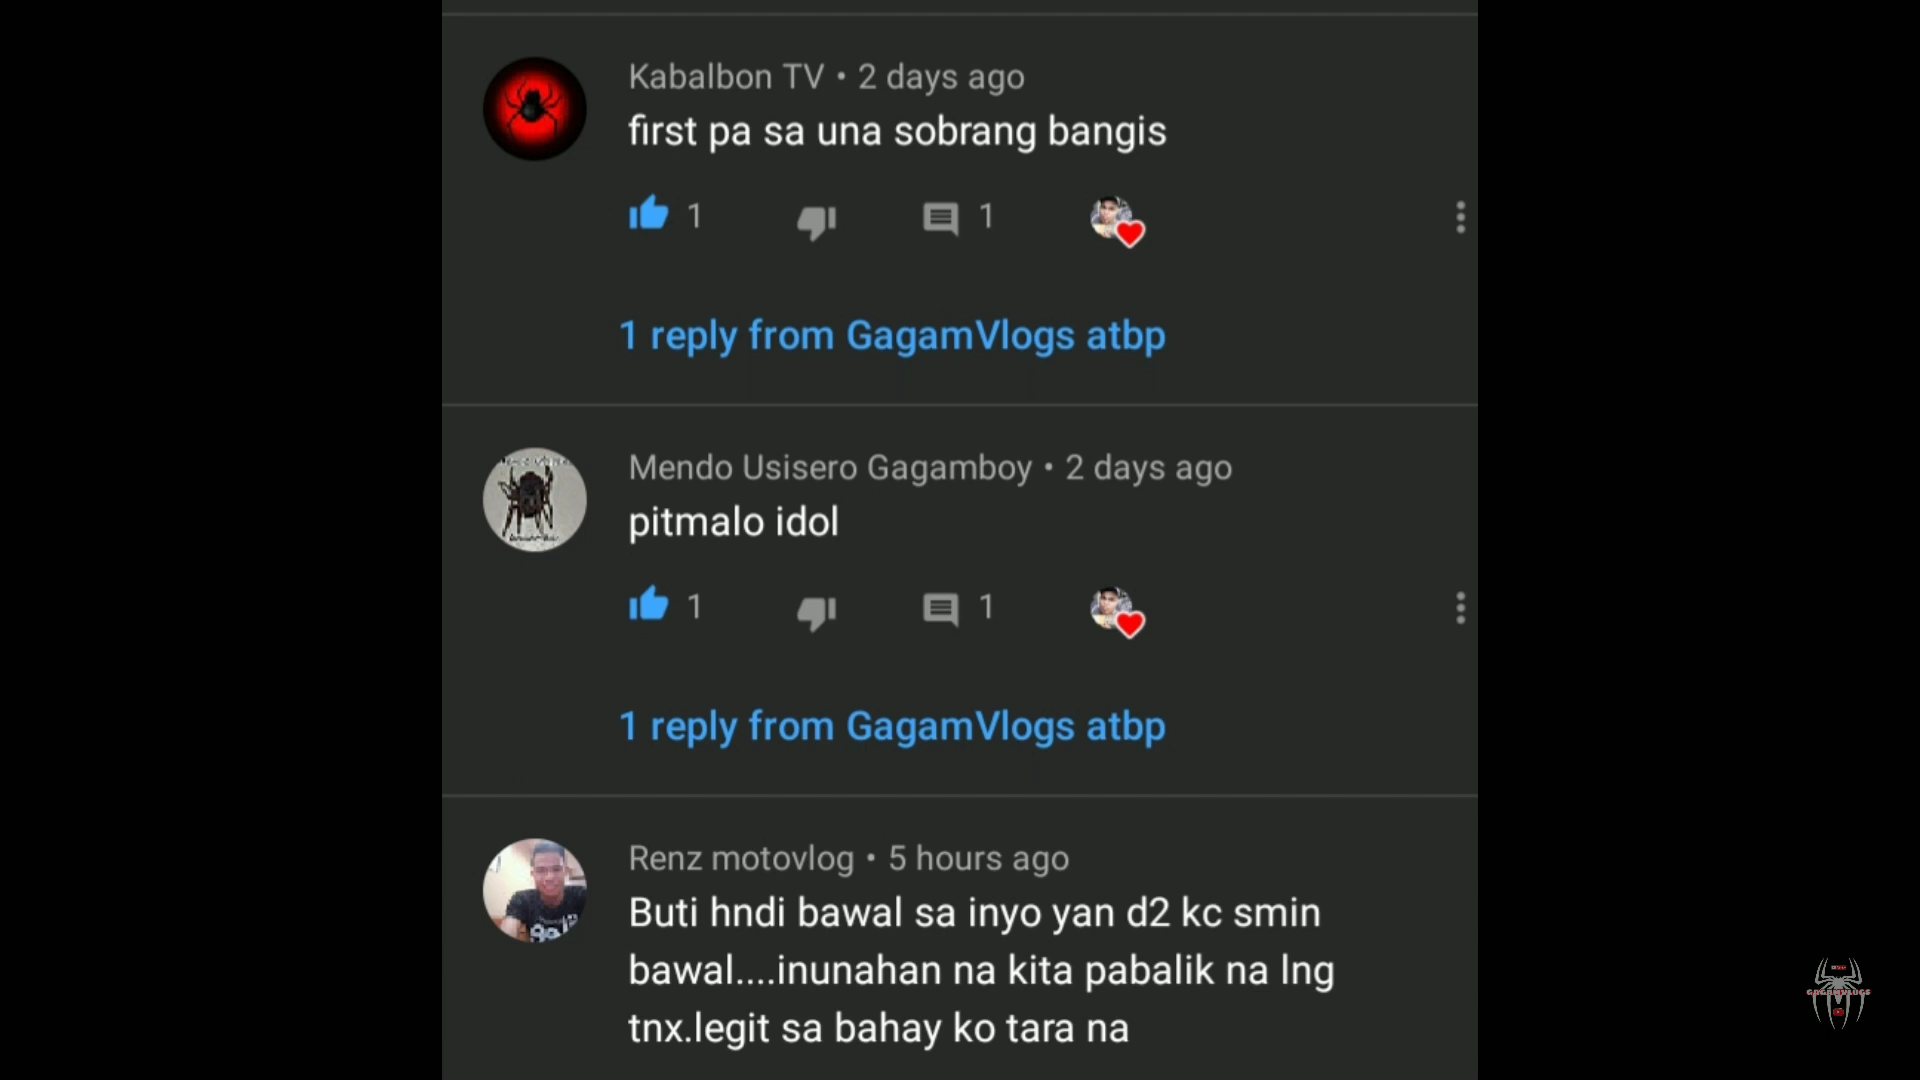 Kabalbon TV • 2 days ago
first pa sa una sobrang bangis
1 1
1 reply from GagamVlogs atbp
Mendo Usisero Gagamboy • 2 days ago
pitmalo idol
1 1
1 reply from GagamVlogs atbp
Renz motovlog • 5 hours ago
Buti hndi bawal sa inyo yan d2 kc smin
bawal....inunahan na kita pabalik na lng
tnx.legit sa bahay ko tara na
GAGAMVLOGS